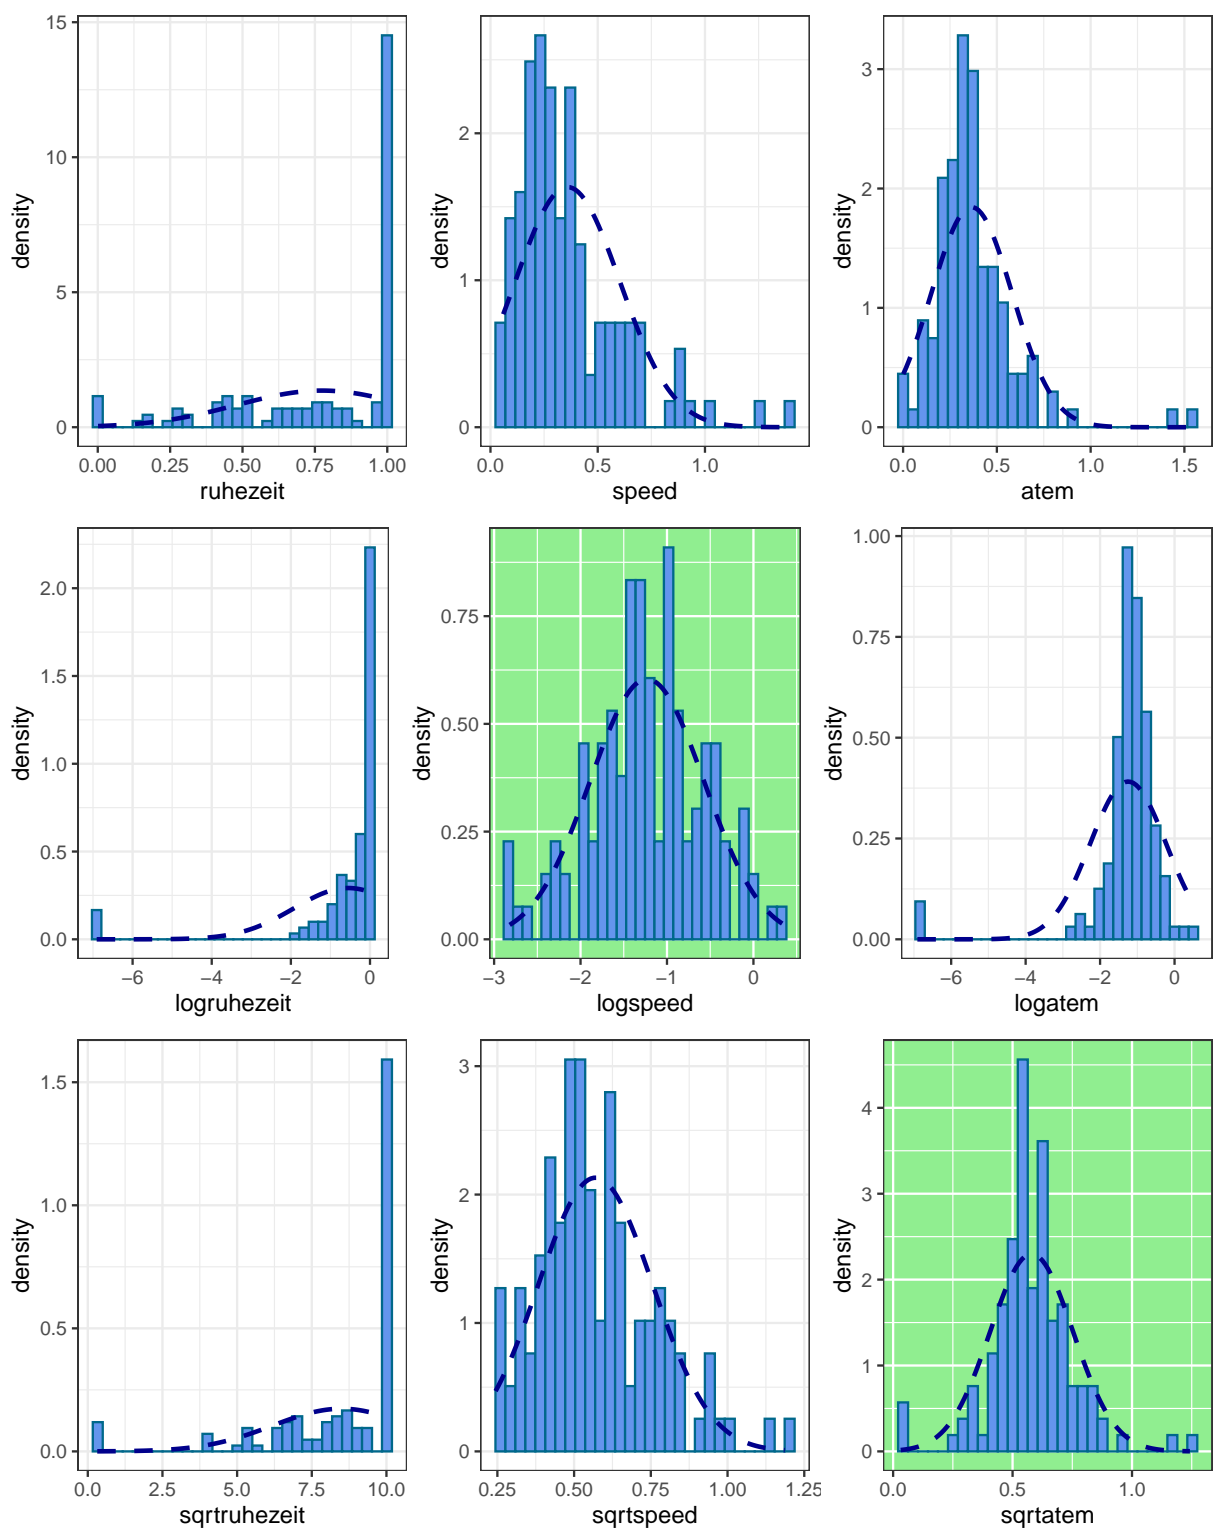 density
15
10
5
0
0.00 0.25 0.50 0.75 1.00
ruhezeit
density
2
1
0
0.0 0.5 1.0
speed
density
3
2
1
0
0.0 0.5 1.0 1.5
atem
density
2.0
1.5
1.0
0.5
0.0
−6 −4 −2 0
logruhezeit
density
0.75
0.50
0.25
0.00
−3 −2 −1 0
logspeed
density
1.00
0.75
0.50
0.25
0.00
−6 −4 −2 0
logatem
density
1.5
1.0
0.5
0.0
0.0 2.5 5.0 7.5 10.0
sqrtruhezeit
density
3
2
1
0
0.25 0.50 0.75 1.00 1.25
sqrtspeed
density
4
3
2
1
0
0.0 0.5 1.0
sqrtatem